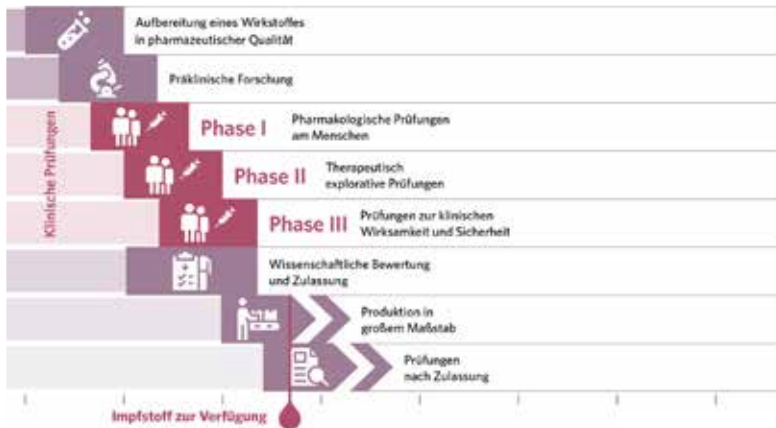 Aufbereitung eines Wirkstoffes
in pharmazeutischer Qualität
Präklinische Forschung
Klinische Prüfungen
Phase I
Pharmakologische Prüfungen
am Menschen
Phase II
Therapeutisch
explorative Prüfungen
Phase III
Prüfungen zur klinischen
Wirksamkeit und Sicherheit
Wissenschaftliche Bewertung
und Zulassung
Produktion in
großem Maßstab
Prüfungen
nach Zulassung
Impfstoff zur Verfügung